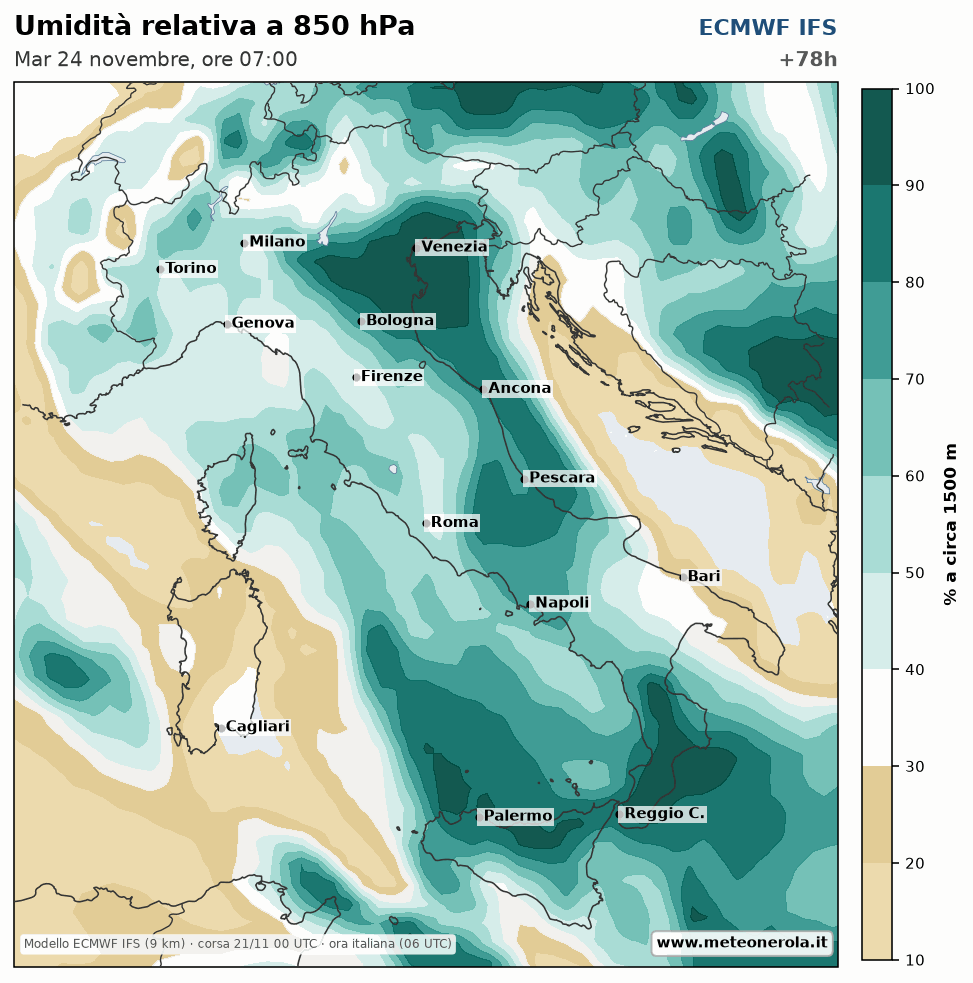 Umidità relativa a 850 hPa
ECMWF IFS
Mar 24 novembre, ore 07:00
+78h
Milano
Venezia
Torino
Genova
Bologna
Firenze
Ancona
Pescara
Roma
Bari
Napoli
Cagliari
Palermo
Reggio C.
100
90
80
70
60
50
40
30
20
10
% a circa 1500 m
Modello ECMWF IFS (9 km) · corsa 21/11 00 UTC · ora italiana (06 UTC)
www.meteonerola.it